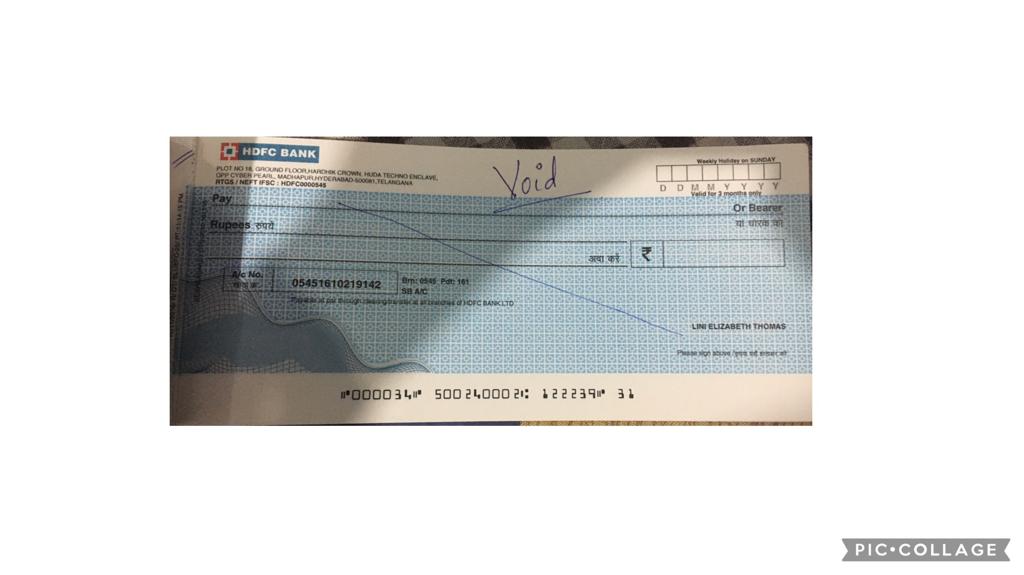 HDFC BANK
PLOT NO 18, GROUND FLOOR,HARDHIK CROWN, HUDA TECHNO ENCLAVE,
OPP CYBER PEARL, MADHAPUR,HYDERABAD-500081,TELANGANA
RTGS / NEFT IFSC : HDFC0000545
Void
Weekly Holiday on SUNDAY
D D M M Y Y Y Y
Valid for 3 months only
Pay
Or Bearer
या धारक को
Rupees रुपये
अदा करें
₹
A/c No.
05451610219142
Brn: 0545 Pdt: 161
SB A/C
Payable at par through clearing/transfer at all branches of HDFC BANK LTD
LINI ELIZABETH THOMAS
Please sign above /
⑈000034⑈ 500240002⑆ 122239⑈ 31
PIC•COLLAGE